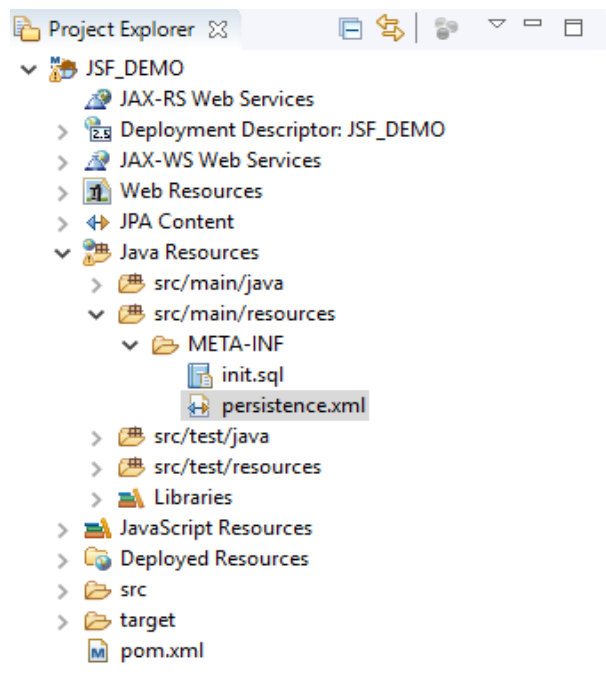 Project Explorer
JSF_DEMO
JAX-RS Web Services
2.5 Deployment Descriptor: JSF_DEMO
JAX-WS Web Services
Web Resources
JPA Content
Java Resources
src/main/java
src/main/resources
META-INF
init.sql
persistence.xml
src/test/java
src/test/resources
Libraries
JavaScript Resources
Deployed Resources
src
target
M pom.xml